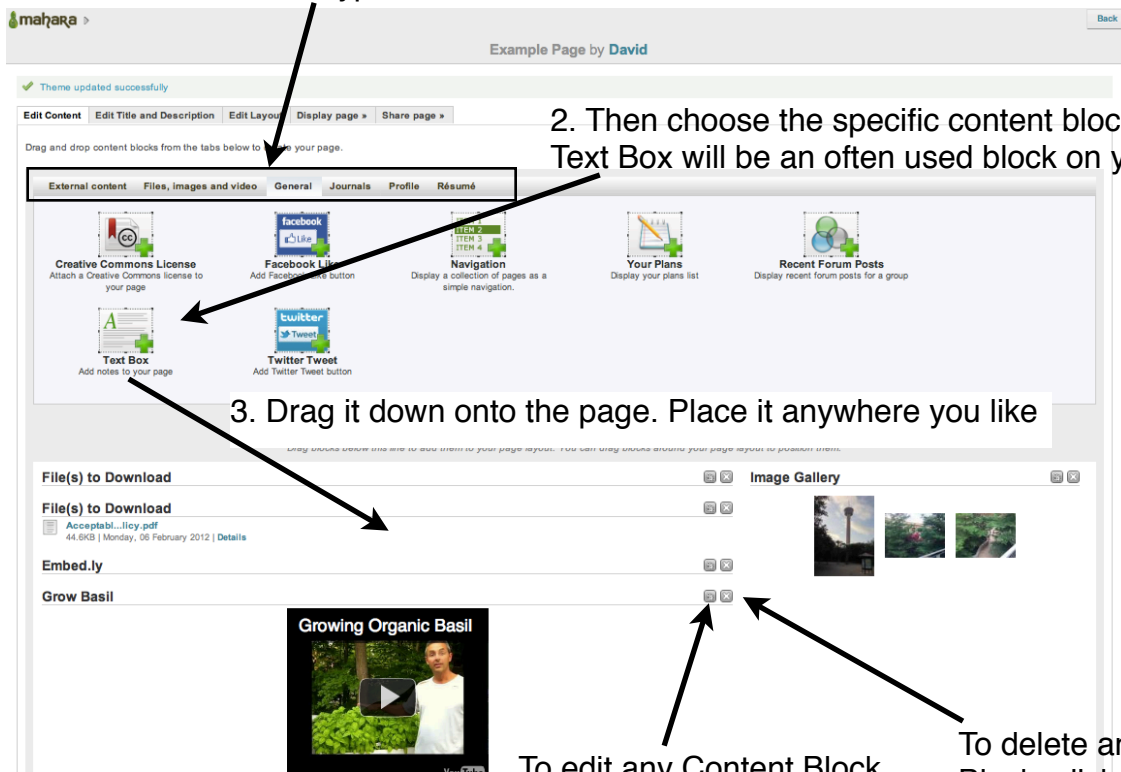 mahara
Back
Example Page by David
Theme updated successfully
Edit Content Edit Title and Description Edit Layout Display page » Share page »
2. Then choose the specific content bloc
Drag and drop content blocks from the tabs below to your page.
Text Box will be an often used block on y
External content Files, images and video General Journals Profile Résumé
facebook
Like
ITEM 2
ITEM 3
ITEM 4
cc
Creative Commons License
Attach a Creative Commons license to
your page
Facebook Like
Add Facebook Like button
Navigation
Display a collection of pages as a
simple navigation.
Your Plans
Display your plans list
Recent Forum Posts
Display recent forum posts for a group
A
twitter
Tweet
Text Box
Add notes to your page
Twitter Tweet
Add Twitter Tweet button
3. Drag it down onto the page. Place it anywhere you like
Drag blocks below this line to add them to your page layout. You can drag blocks around your page layout to position them.
File(s) to Download
Image Gallery
File(s) to Download
Acceptabl...licy.pdf
44.6KB | Monday, 06 February 2012 | Details
Embed.ly
Grow Basil
Growing Organic Basil
To edit any Content Block
To delete a